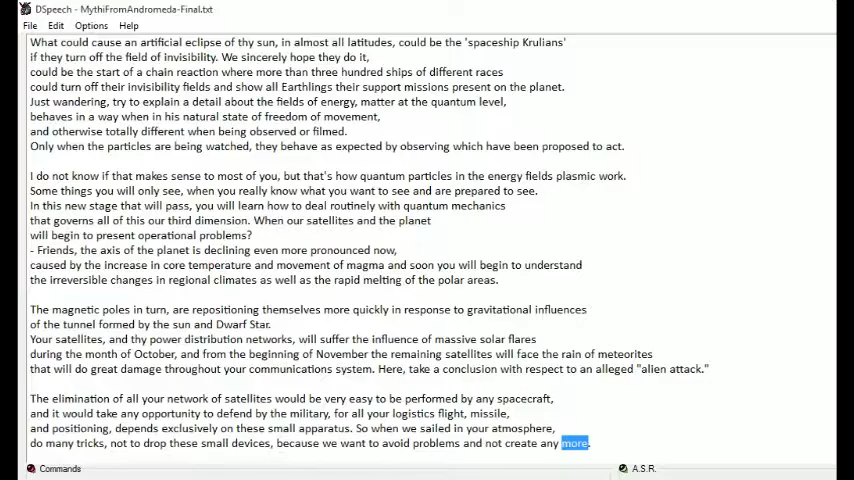 DSpeech - MythiFromAndromeda-Final.txt
File Edit Options Help
What could cause an artificial eclipse of thy sun, in almost all latitudes, could be the 'spaceship Krulians'
if they turn off the field of invisibility. We sincerely hope they do it,
could be the start of a chain reaction where more than three hundred ships of different races
could turn off their invisibility fields and show all Earthlings their support missions present on the planet.
Just wandering, try to explain a detail about the fields of energy, matter at the quantum level,
behaves in a way when in his natural state of freedom of movement,
and otherwise totally different when being observed or filmed.
Only when the particles are being watched, they behave as expected by observing which have been proposed to act.
I do not know if that makes sense to most of you, but that's how quantum particles in the energy fields plasmic work.
Some things you will only see, when you really know what you want to see and are prepared to see.
In this new stage that will pass, you will learn how to deal routinely with quantum mechanics
that governs all of this our third dimension. When our satellites and the planet
will begin to present operational problems?
- Friends, the axis of the planet is declining even more pronounced now,
caused by the increase in core temperature and movement of magma and soon you will begin to understand
the irreversible changes in regional climates as well as the rapid melting of the polar areas.
The magnetic poles in turn, are repositioning themselves more quickly in response to gravitational influences
of the tunnel formed by the sun and Dwarf Star.
Your satellites, and thy power distribution networks, will suffer the influence of massive solar flares
during the month of October, and from the beginning of November the remaining satellites will face the rain of meteorites
that will do great damage throughout your communications system. Here, take a conclusion with respect to an alleged "alien attack."
The elimination of all your network of satellites would be very easy to be performed by any spacecraft,
and it would take any opportunity to defend by the military, for all your logistics flight, missile,
and positioning, depends exclusively on these small apparatus. So when we sailed in your atmosphere,
do many tricks, not to drop these small devices, because we want to avoid problems and not create any more.
Commands A.S.R.